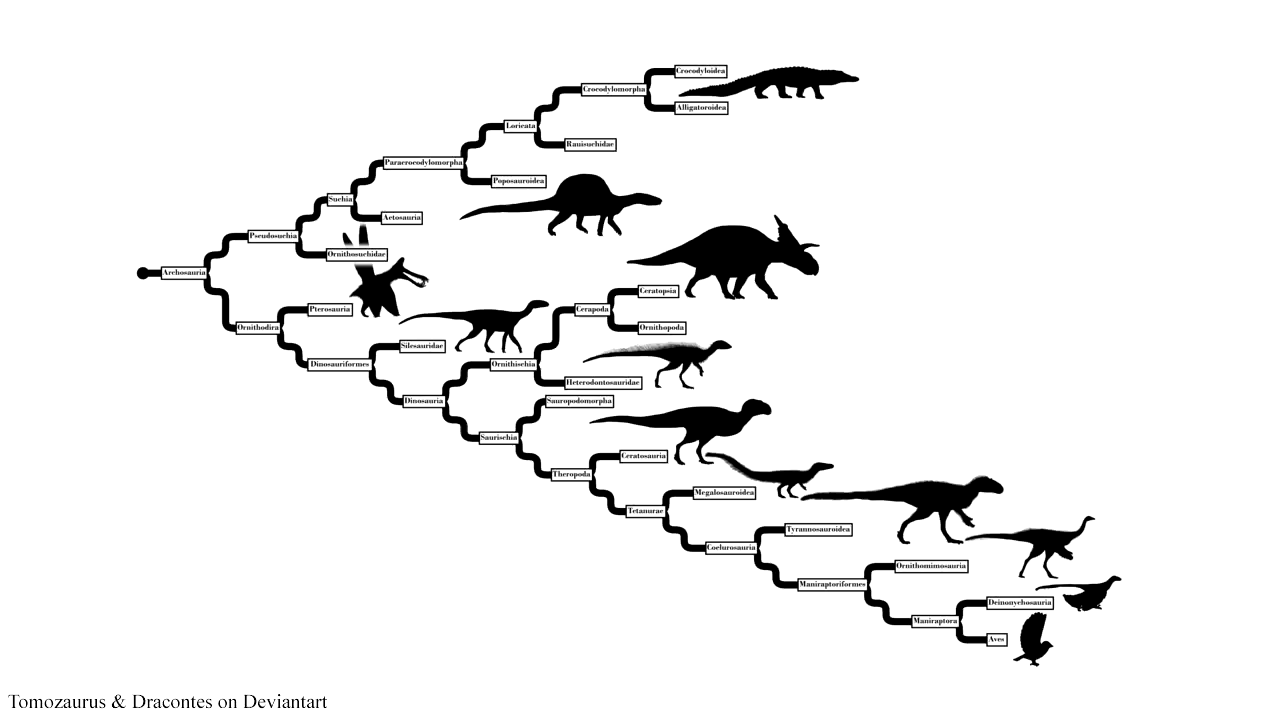 Crocodyloidea
Crocodylomorpha
Alligatoroidea
Loricata
Rauisuchidae
Paracrocodylomorpha
Poposauroidea
Suchia
Aetosauria
Pseudosuchia
Ornithosuchidae
Archosauria
Ceratopsia
Pterosauria
Cerapoda
Ornithodira
Ornithopoda
Silesauridae
Dinosauriformes
Ornithischia
Heterodontosauridae
Dinosauria
Sauropodomorpha
Saurischia
Ceratosauria
Theropoda
Megalosauroidea
Tetanurae
Tyrannosauroidea
Coelurosauria
Ornithomimosauria
Maniraptoriformes
Deinonychosauria
Maniraptora
Aves
Tomozaurus & Dracontes on Deviantart